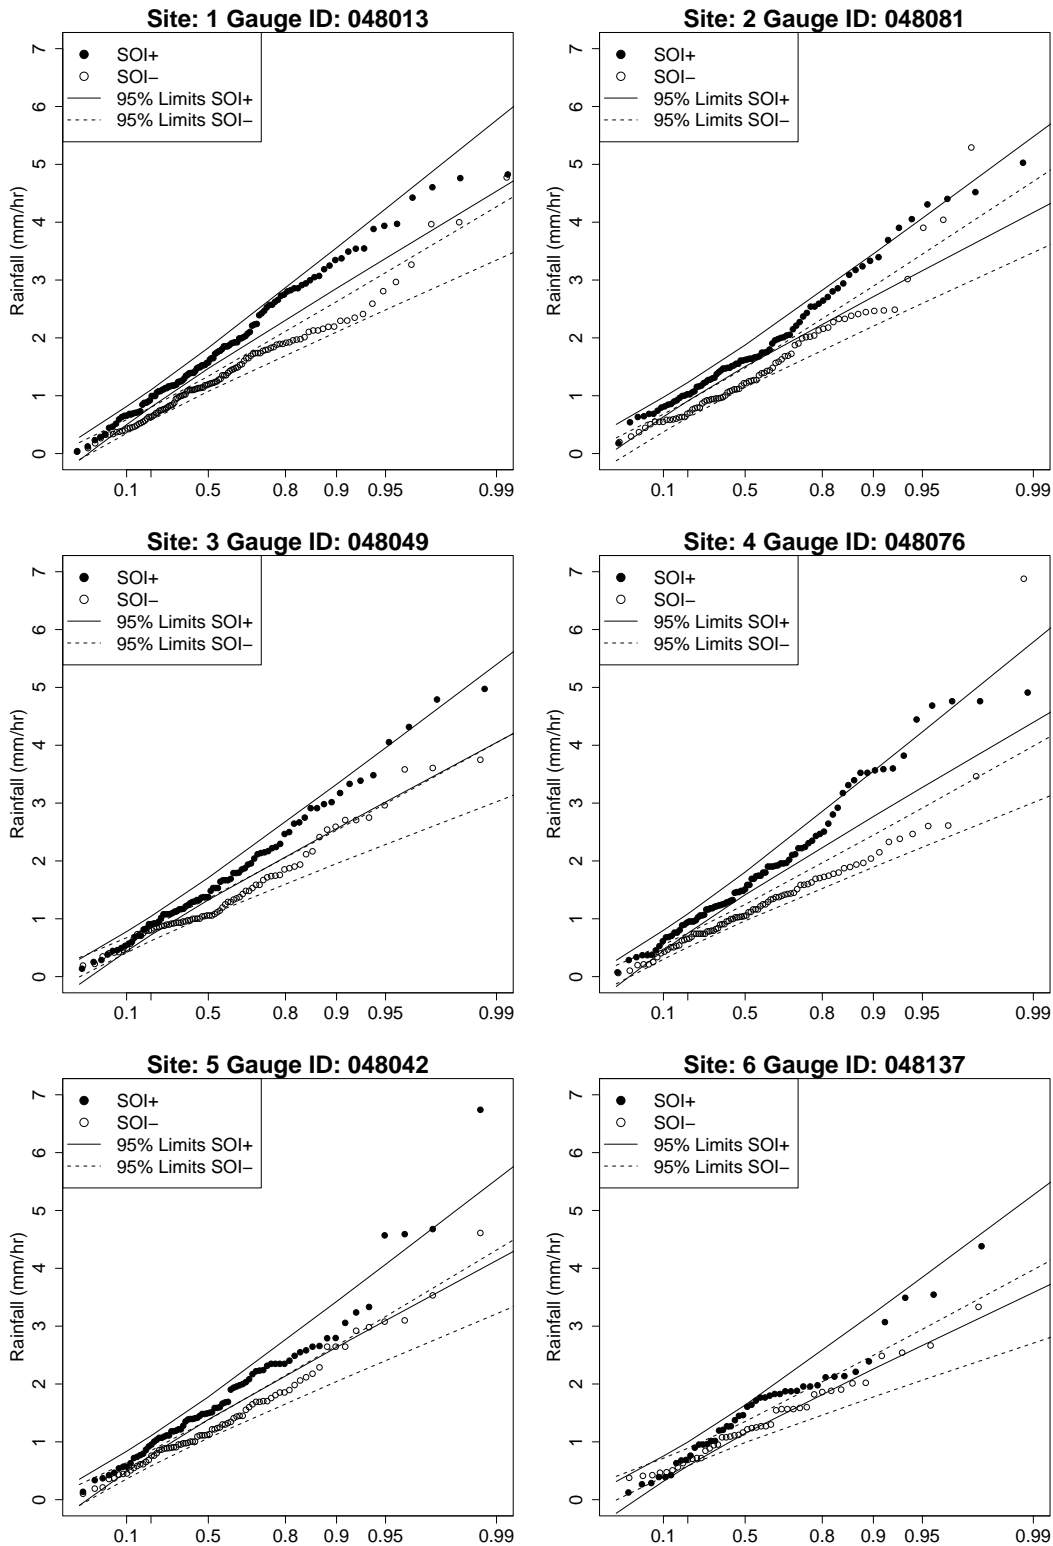 Site: 1 Gauge ID: 048013
7
6
5
4
3
2
1
0
Rainfall (mm/hr)
SOI+
SOI−
95% Limits SOI+
95% Limits SOI−
0.1 0.5 0.8 0.9 0.95 0.99
Site: 2 Gauge ID: 048081
7
6
5
4
3
2
1
0
Rainfall (mm/hr)
SOI+
SOI−
95% Limits SOI+
95% Limits SOI−
0.1 0.5 0.8 0.9 0.95 0.99
Site: 3 Gauge ID: 048049
7
6
5
4
3
2
1
0
Rainfall (mm/hr)
SOI+
SOI−
95% Limits SOI+
95% Limits SOI−
0.1 0.5 0.8 0.9 0.95 0.99
Site: 4 Gauge ID: 048076
7
6
5
4
3
2
1
0
Rainfall (mm/hr)
SOI+
SOI−
95% Limits SOI+
95% Limits SOI−
0.1 0.5 0.8 0.9 0.95 0.99
Site: 5 Gauge ID: 048042
7
6
5
4
3
2
1
0
Rainfall (mm/hr)
SOI+
SOI−
95% Limits SOI+
95% Limits SOI−
0.1 0.5 0.8 0.9 0.95 0.99
Site: 6 Gauge ID: 048137
7
6
5
4
3
2
1
0
Rainfall (mm/hr)
SOI+
SOI−
95% Limits SOI+
95% Limits SOI−
0.1 0.5 0.8 0.9 0.95 0.99